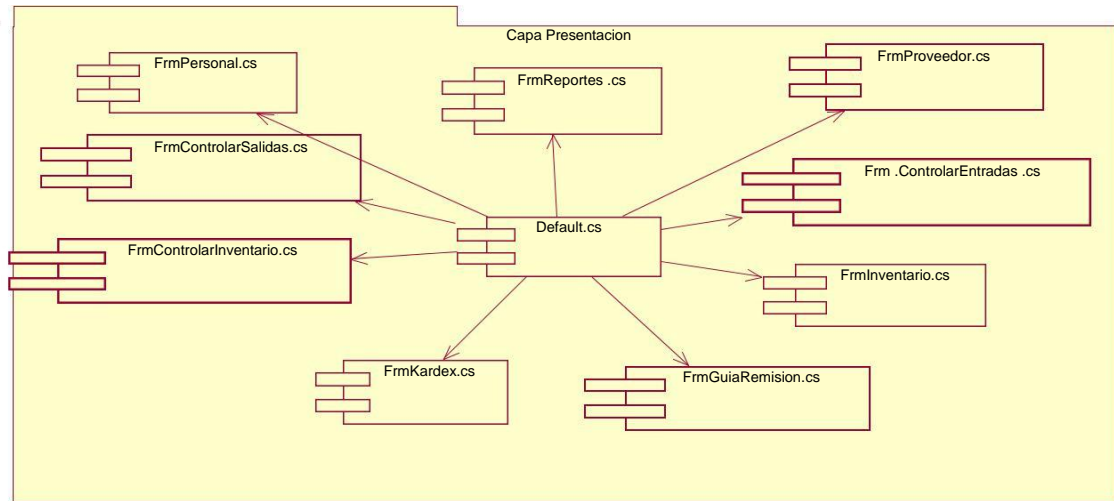 Capa Presentacion
FrmPersonal.cs
FrmReportes .cs
FrmProveedor.cs
FrmControlarSalidas.cs
Frm .ControlarEntradas .cs
Default.cs
FrmControlarInventario.cs
FrmInventario.cs
FrmKardex.cs
FrmGuiaRemision.cs